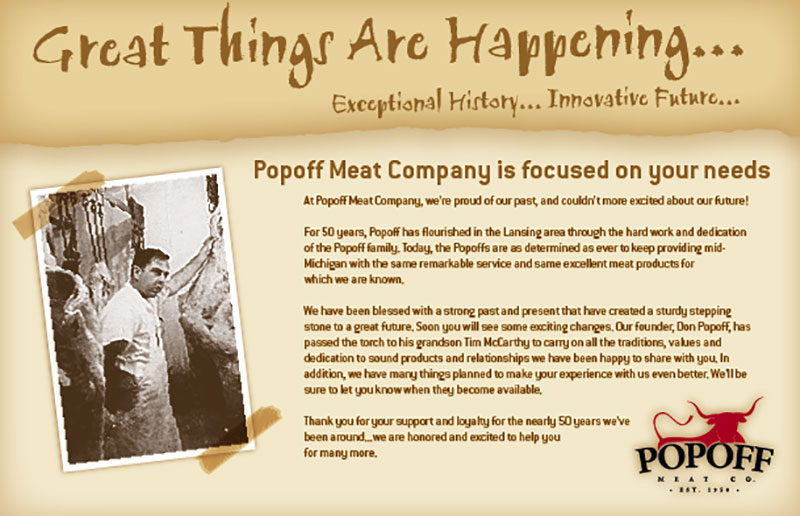 Great Things Are Happening...
Exceptional History... Innovative Future...
Popoff Meat Company is focused on your needs
At Popoff Meat Company, we're proud of our past, and couldn't more excited about our future!
For 50 years, Popoff has flourished in the Lansing area through the hard work and dedication
of the Popoff family. Today, the Popoffs are as determined as ever to keep providing mid-
Michigan with the same remarkable service and same excellent meat products for
which we are known.
We have been blessed with a strong past and present that have created a sturdy stepping
stone to a great future. Soon you will see some exciting changes. Our founder, Don Popoff, has
passed the torch to his grandson Tim McCarthy to carry on all the traditions, values and
dedication to sound products and relationships we have been happy to share with you. In
addition, we have many things planned to make your experience with us even better. We'll be
sure to let you know when they become available.
Thank you for your support and loyalty for the nearly 50 years we've
been around...we are honored and excited to help you
for many more.
POPOFF
MEAT CO.
• EST. 1958 •